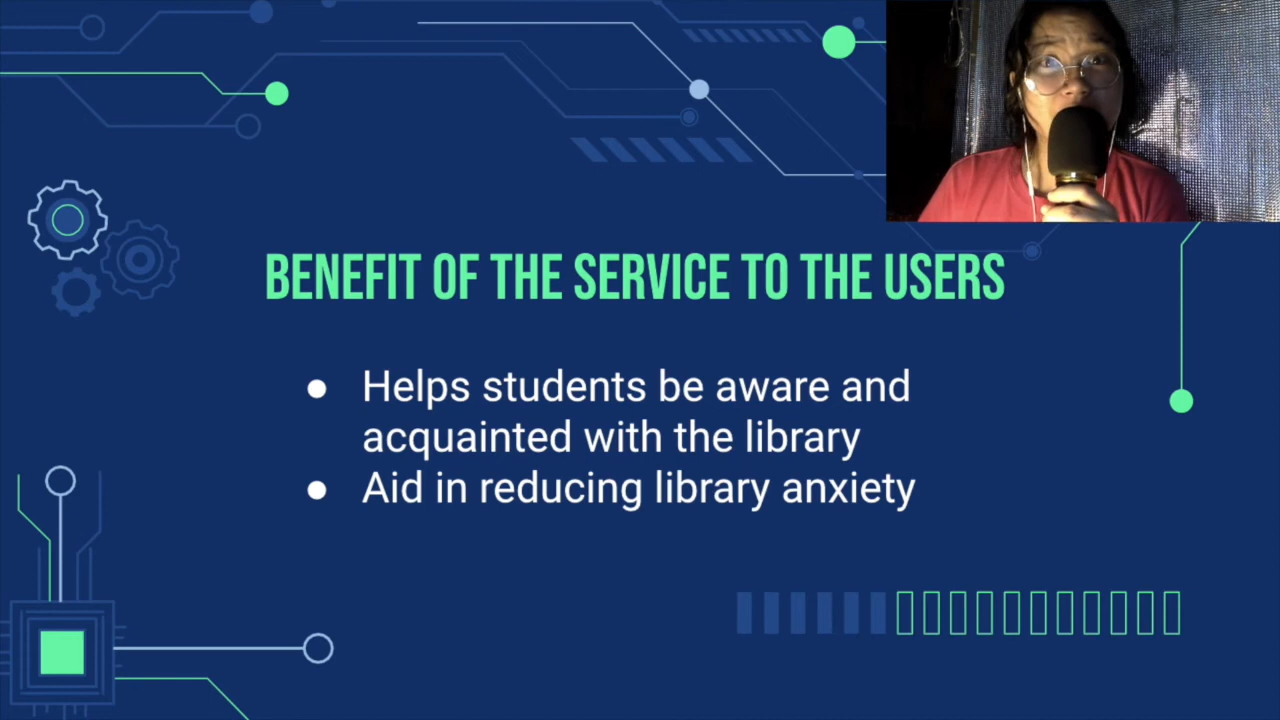 BENEFIT OF THE SERVICE TO THE USERS
● Helps students be aware and
acquainted with the library
● Aid in reducing library anxiety